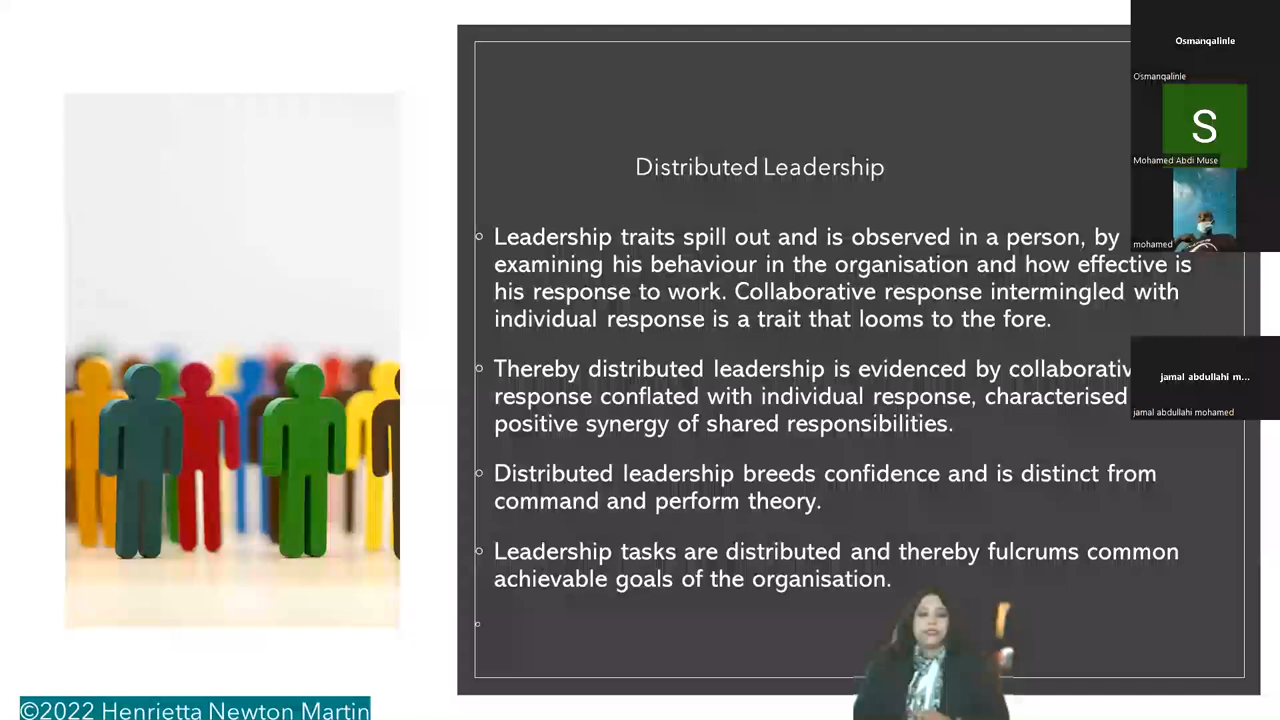 Distributed Leadership
Leadership traits spill out and is observed in a person, by
examining his behaviour in the organisation and how effective is
his response to work. Collaborative response intermingled with
individual response is a trait that looms to the fore.
Thereby distributed leadership is evidenced by
response conflated with individual response, characterised
positive synergy of shared responsibilities.
Distributed leadership breeds confidence and is distinct from
command and perform theory.
Leadership tasks are distributed and thereby fulcrums common
achievable goals of the organisation.
©2022 Henrietta Newton Martin
Osmanqalinle
Osmanqalinle
S
Mohamed Abdi Muse
mohamed
jamal abdullahi m...
jamal abdullahi mohamed